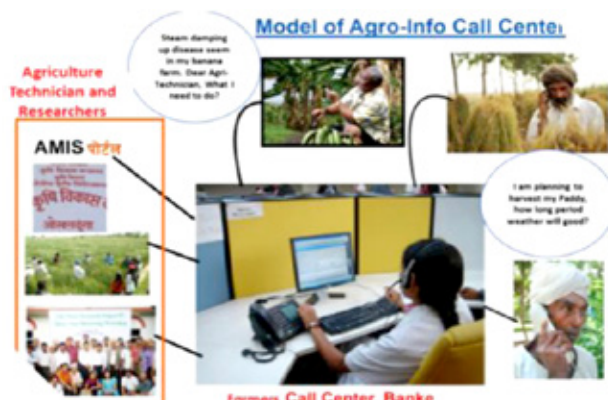 Model of Agro-Info Call Center
Steam damping
up disease seem
in my banana
farm. Dear Agri-
Technician, What I
need to do?
Agriculture
Technician and
Researchers
AMIS पोर्टल
कृषि विकास
I am planning to
harvest my Paddy,
how long period
weather will good?
farmers Call Center, Banke